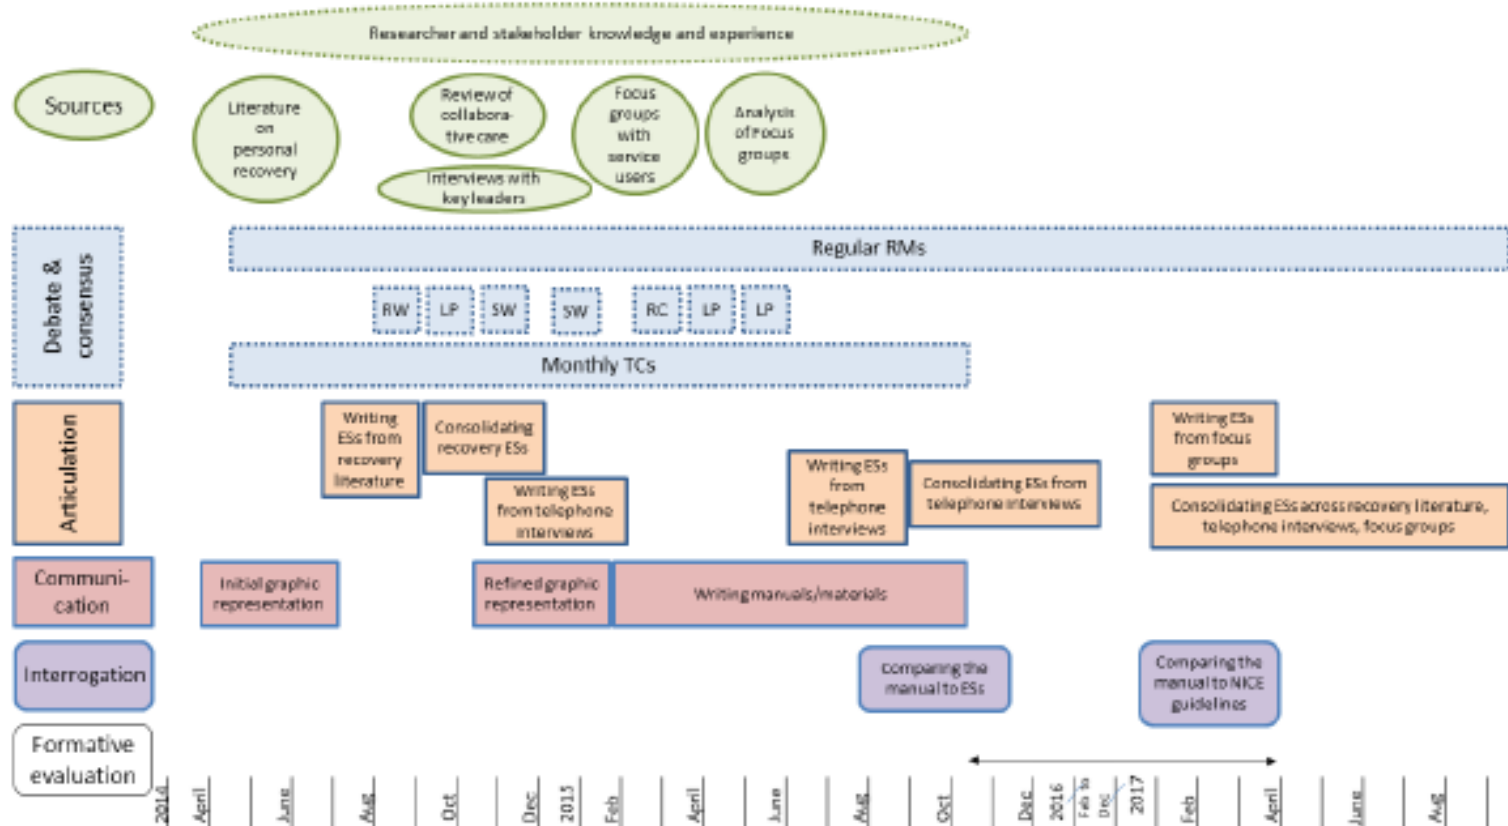 Researcher and stakeholder knowledge and experience
Sources
Literature
on
personal
recovery
Review of
collabora-
tive care
Interviews with
key leaders
Focus
groups
with
service
users
Analysis
of Focus
groups
Debate &
consensus
Regular RMs
RW
LP
SW
SW
RC
LP
LP
Monthly TCs
Articulation
Writing
ESs from
recovery
literature
Consolidating
recovery ESs
Writing ESs
from telephone
interviews
Writing ESs
from
telephone
interviews
Consolidating ESs from
telephone interviews
Writing ESs
from focus
groups
Consolidating ESs across recovery literature,
telephone interviews, focus groups
Communi-
cation
Initial graphic
representation
Refined graphic
representation
Writing manuals/materials
Interrogation
Comparing the
manual to ESs
Comparing the
manual to NICE
guidelines
Formative
evaluation
2014
April
June
Aug
Oct
Dec
2015
Feb
April
June
Aug
Oct
Dec
2016
Feb to
Dec
2017
Feb
April
June
Aug